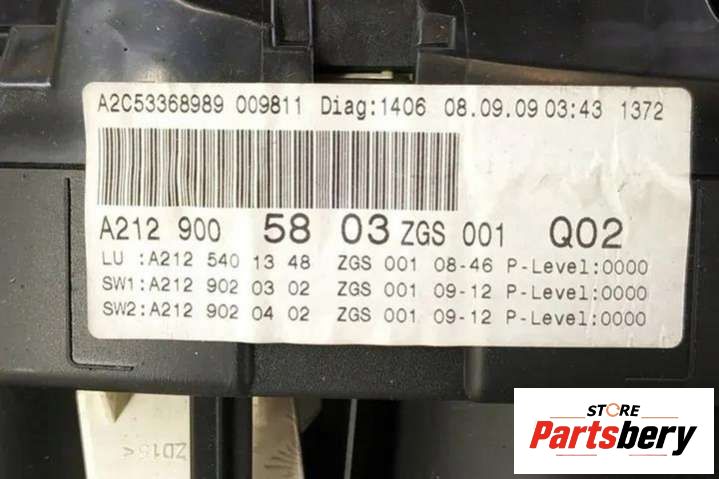 A2C53368989 009811 Diag:1406 08.09.09 03:43 1372
A212 900 58 03 ZGS 001 Q02
LU :A212 540 13 48 ZGS 001 08-46 P-Level:0000
SW1:A212 902 03 02 ZGS 001 09-12 P-Level:0000
SW2:A212 902 04 02 ZGS 001 09-12 P-Level:0000
ZD15<
STORE
Partsbery